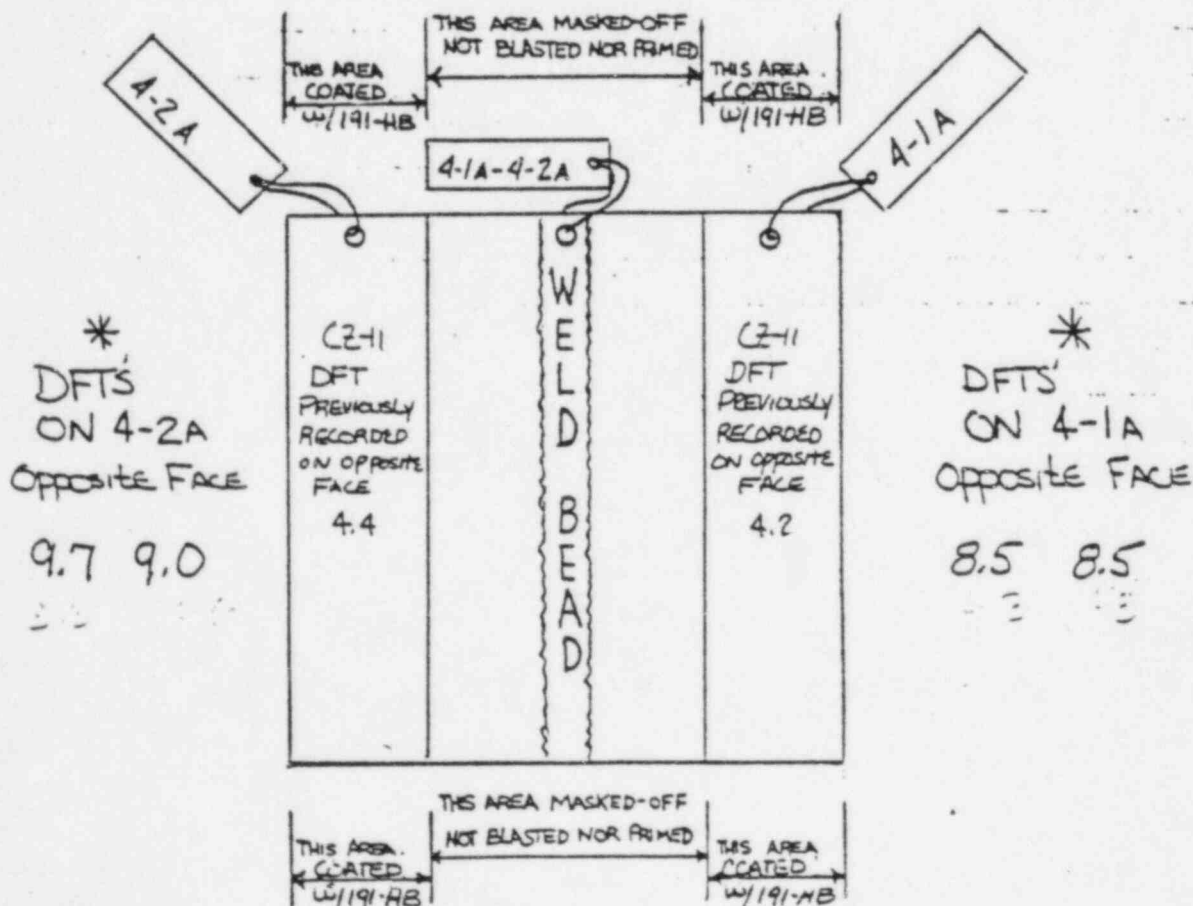 THIS AREA MASKED-OFF
NOT BLASTED NOR PRIMED
THIS AREA
COATED
W/191-HB
THIS AREA
COATED
W/191-HB
4-2A
4-1A-4-2A
4-1A
*
DFT'S
ON 4-2A
Opposite FACE
9.7 9.0
CZ-11
DFT
PREVIOUSLY
RECORDED
ON OPPOSITE
FACE
4.4
WELD BEAD
CZ-11
DFT
PREVIOUSLY
RECORDED
ON OPPOSITE
FACE
4.2
*
DFTS'
ON 4-1A
Opposite FACE
8.5 8.5
THIS AREA MASKED-OFF
NOT BLASTED NOR PRIMED
THIS AREA.
COATED
W/191-HB
THIS AREA
COATED
W/191-HB